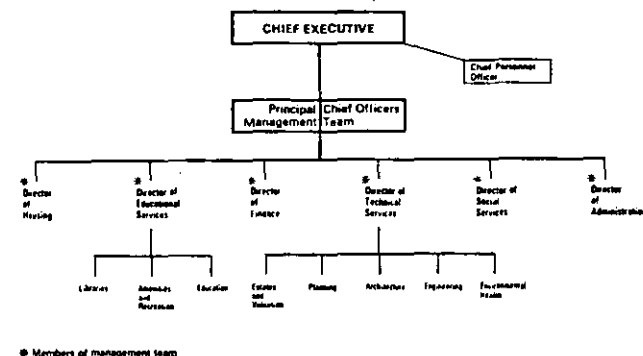 CHIEF EXECUTIVE
Chief Personnel
Officer
Principal Chief Officers
Management Team
* Director
of
Housing
* Director of
Educational
Services
* Director
of
Finance
* Director of
Technical
Services
* Director of
Social
Services
* Director
of
Administration
Libraries
Amenities
and
Recreation
Education
Estates
and
Valuation
Planning
Architecture
Engineering
Environmental
Health
* Members of management team